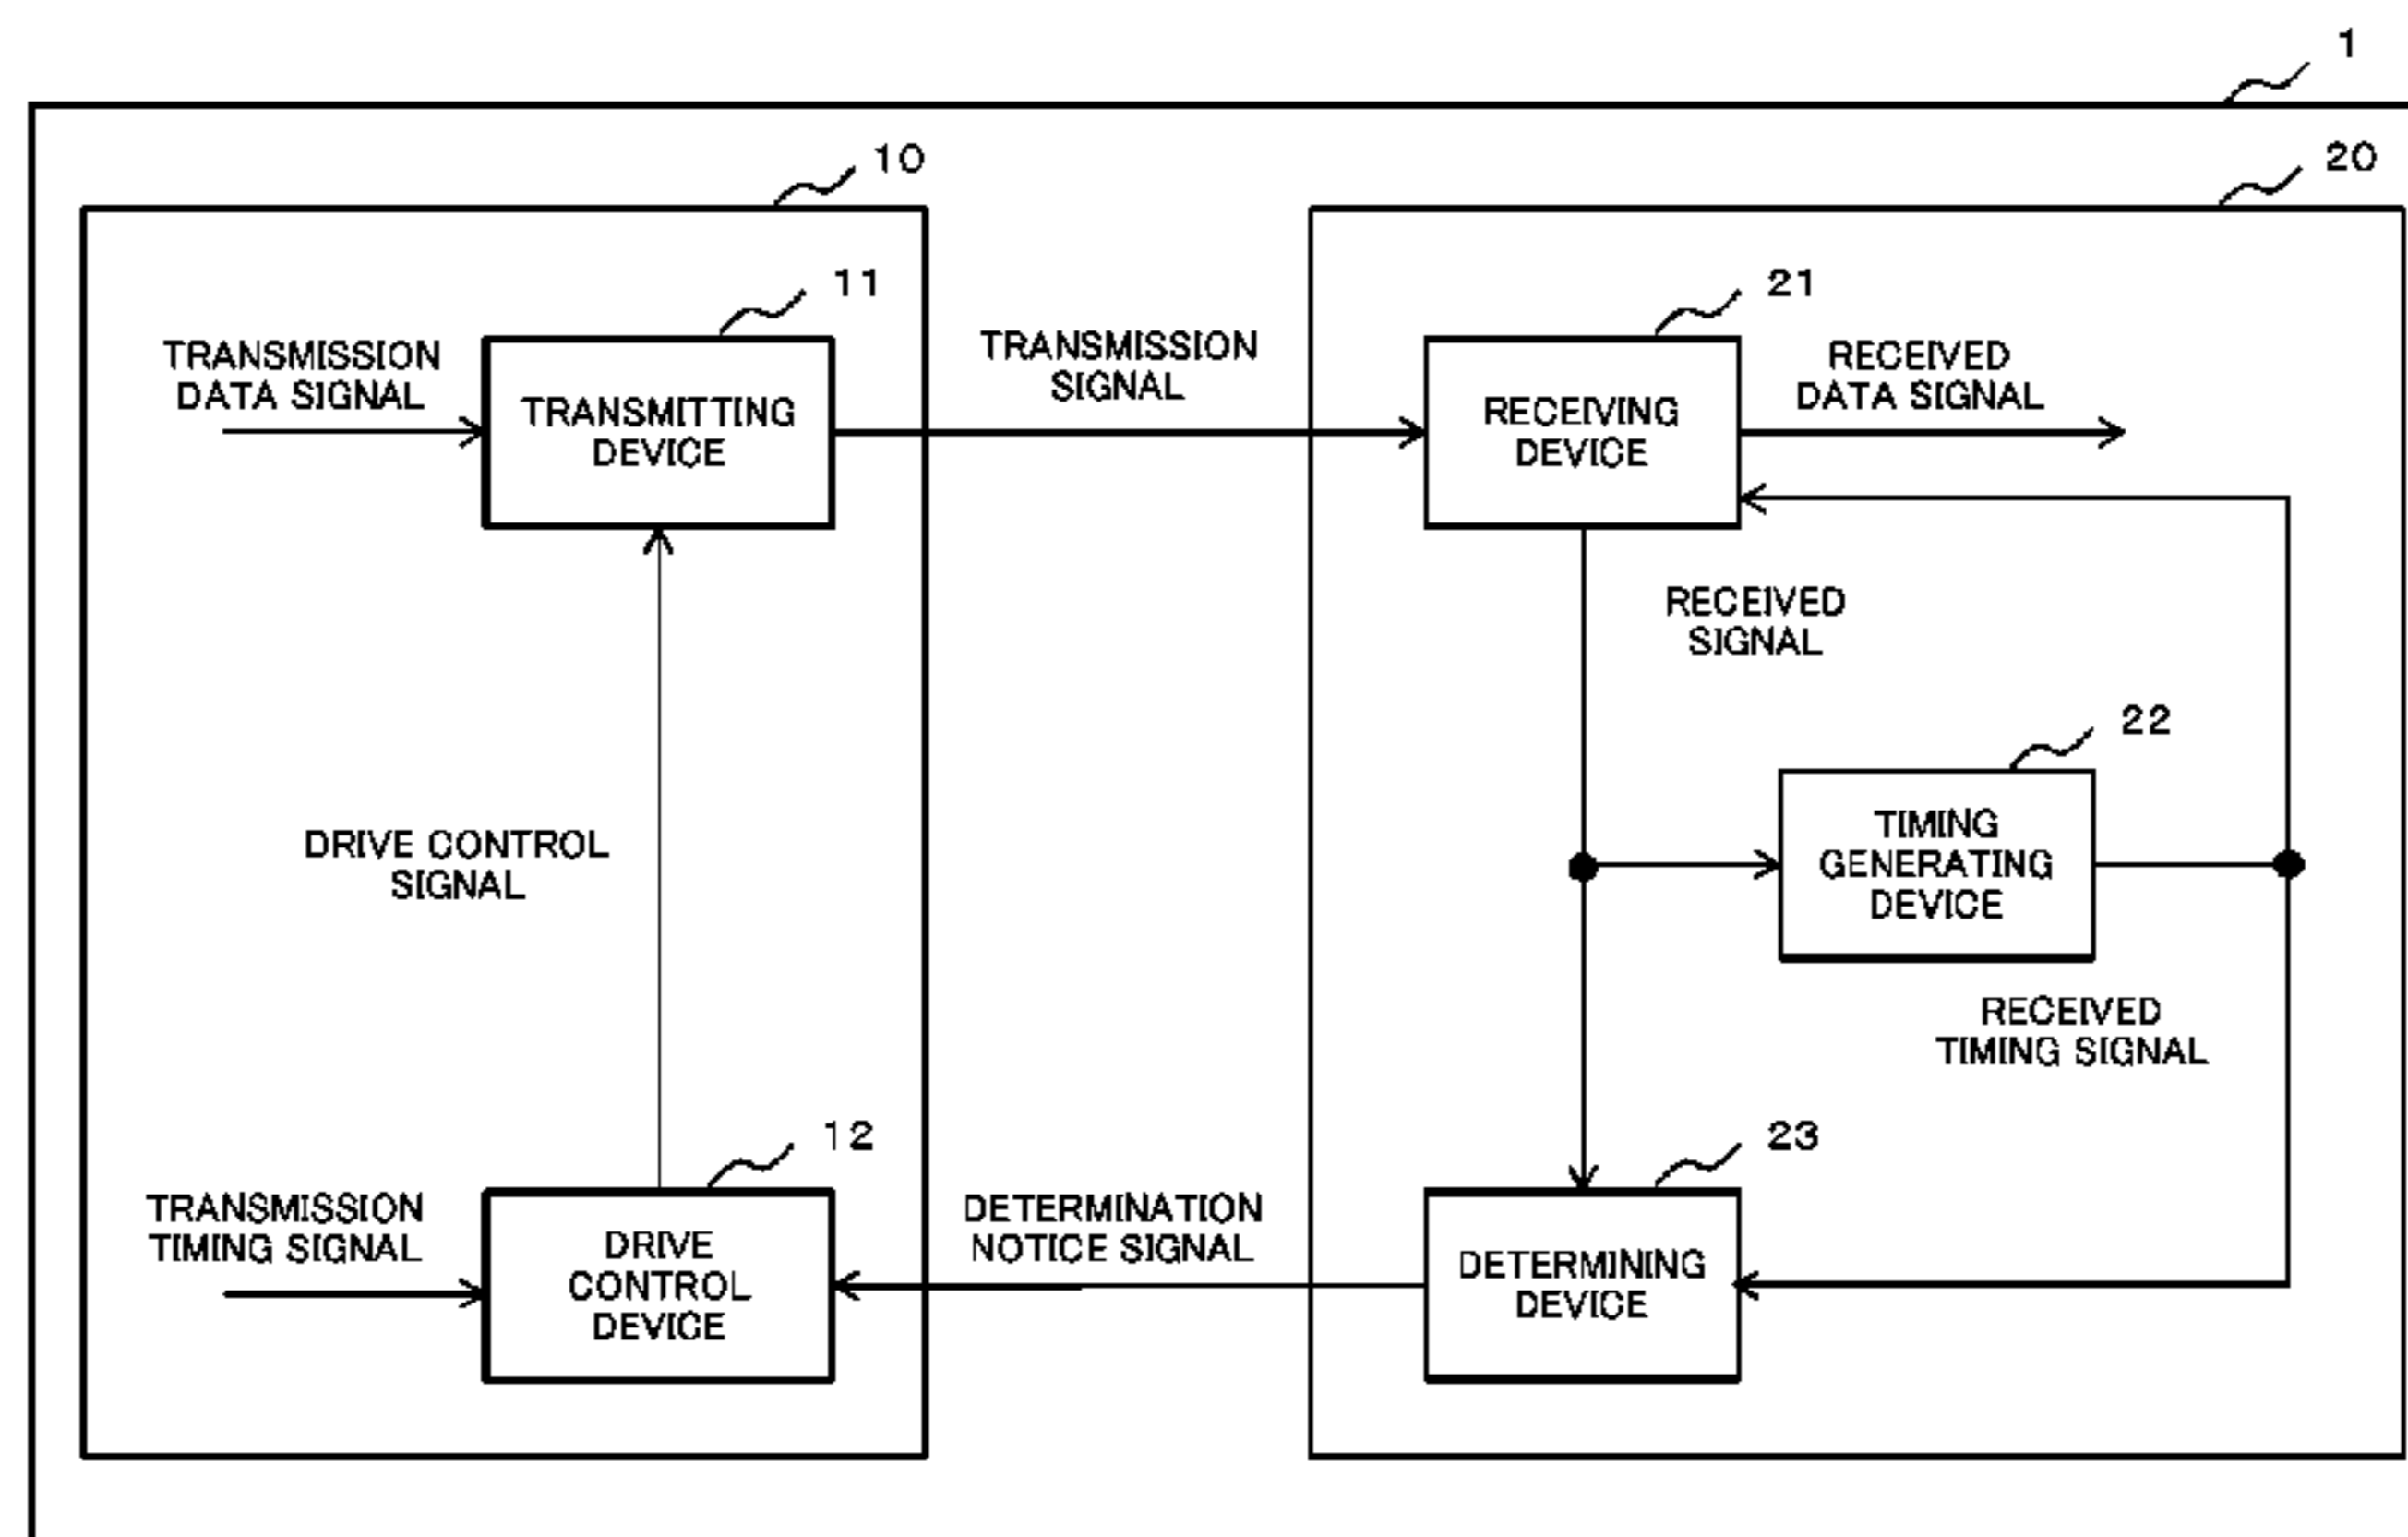 1
10
20
11
21
TRANSMISSION
DATA SIGNAL
TRANSMITTING
DEVICE
TRANSMISSION
SIGNAL
RECEIVING
DEVICE
RECEIVED
DATA SIGNAL
RECEIVED
SIGNAL
22
DRIVE CONTROL
SIGNAL
TIMING
GENERATING
DEVICE
RECEIVED
TIMING SIGNAL
12
23
TRANSMISSION
TIMING SIGNAL
DRIVE
CONTROL
DEVICE
DETERMINATION
NOTICE SIGNAL
DETERMINING
DEVICE